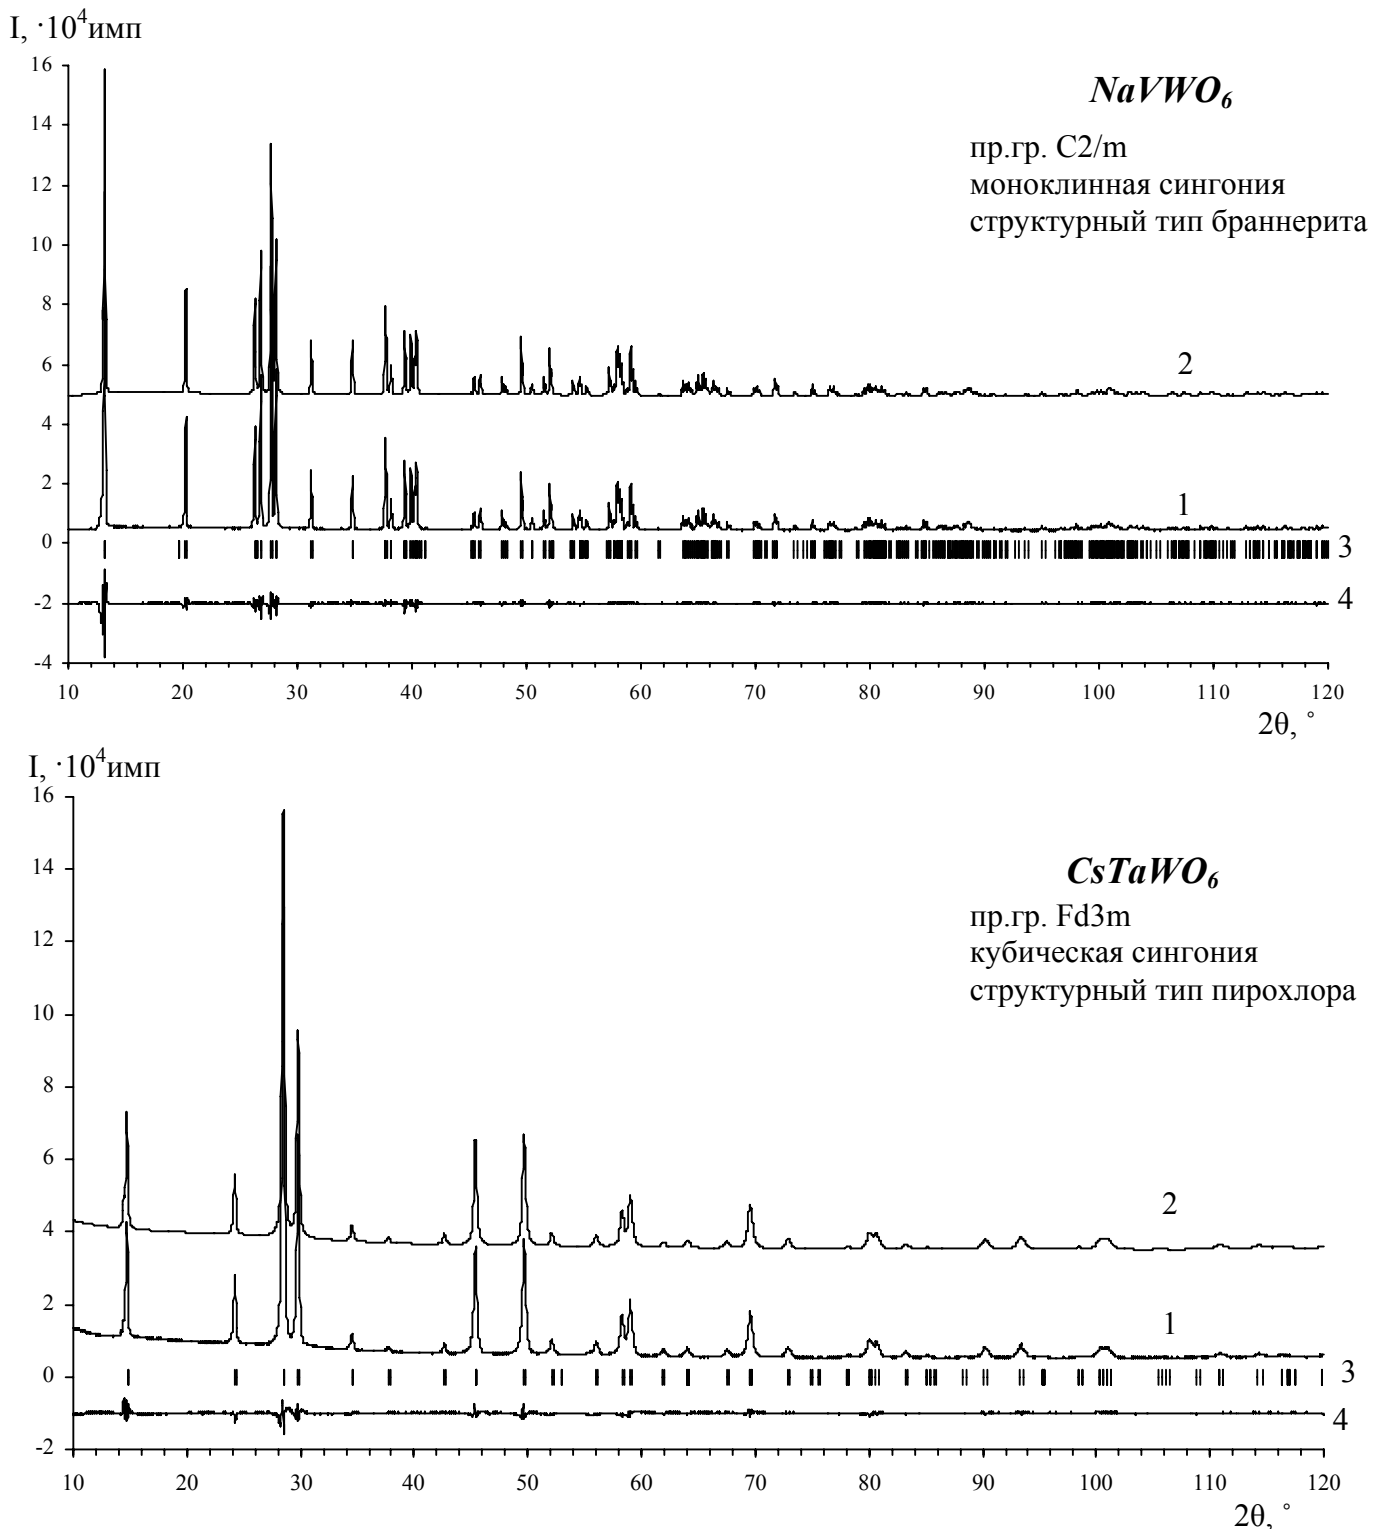 I, ·10⁴имп
16
14
12
10
8
6
4
2
0
-2
-4
NaVWO₆
пр.гр. C2/m
моноклинная сингония
структурный тип браннерита
2
1
3
4
10 20 30 40 50 60 70 80 90 100 110 120
2θ, °
I, ·10⁴имп
16
14
12
10
8
6
4
2
0
-2
CsTaWO₆
пр.гр. Fd3m
кубическая сингония
структурный тип пирохлора
2
1
3
4
10 20 30 40 50 60 70 80 90 100 110 120
2θ, °